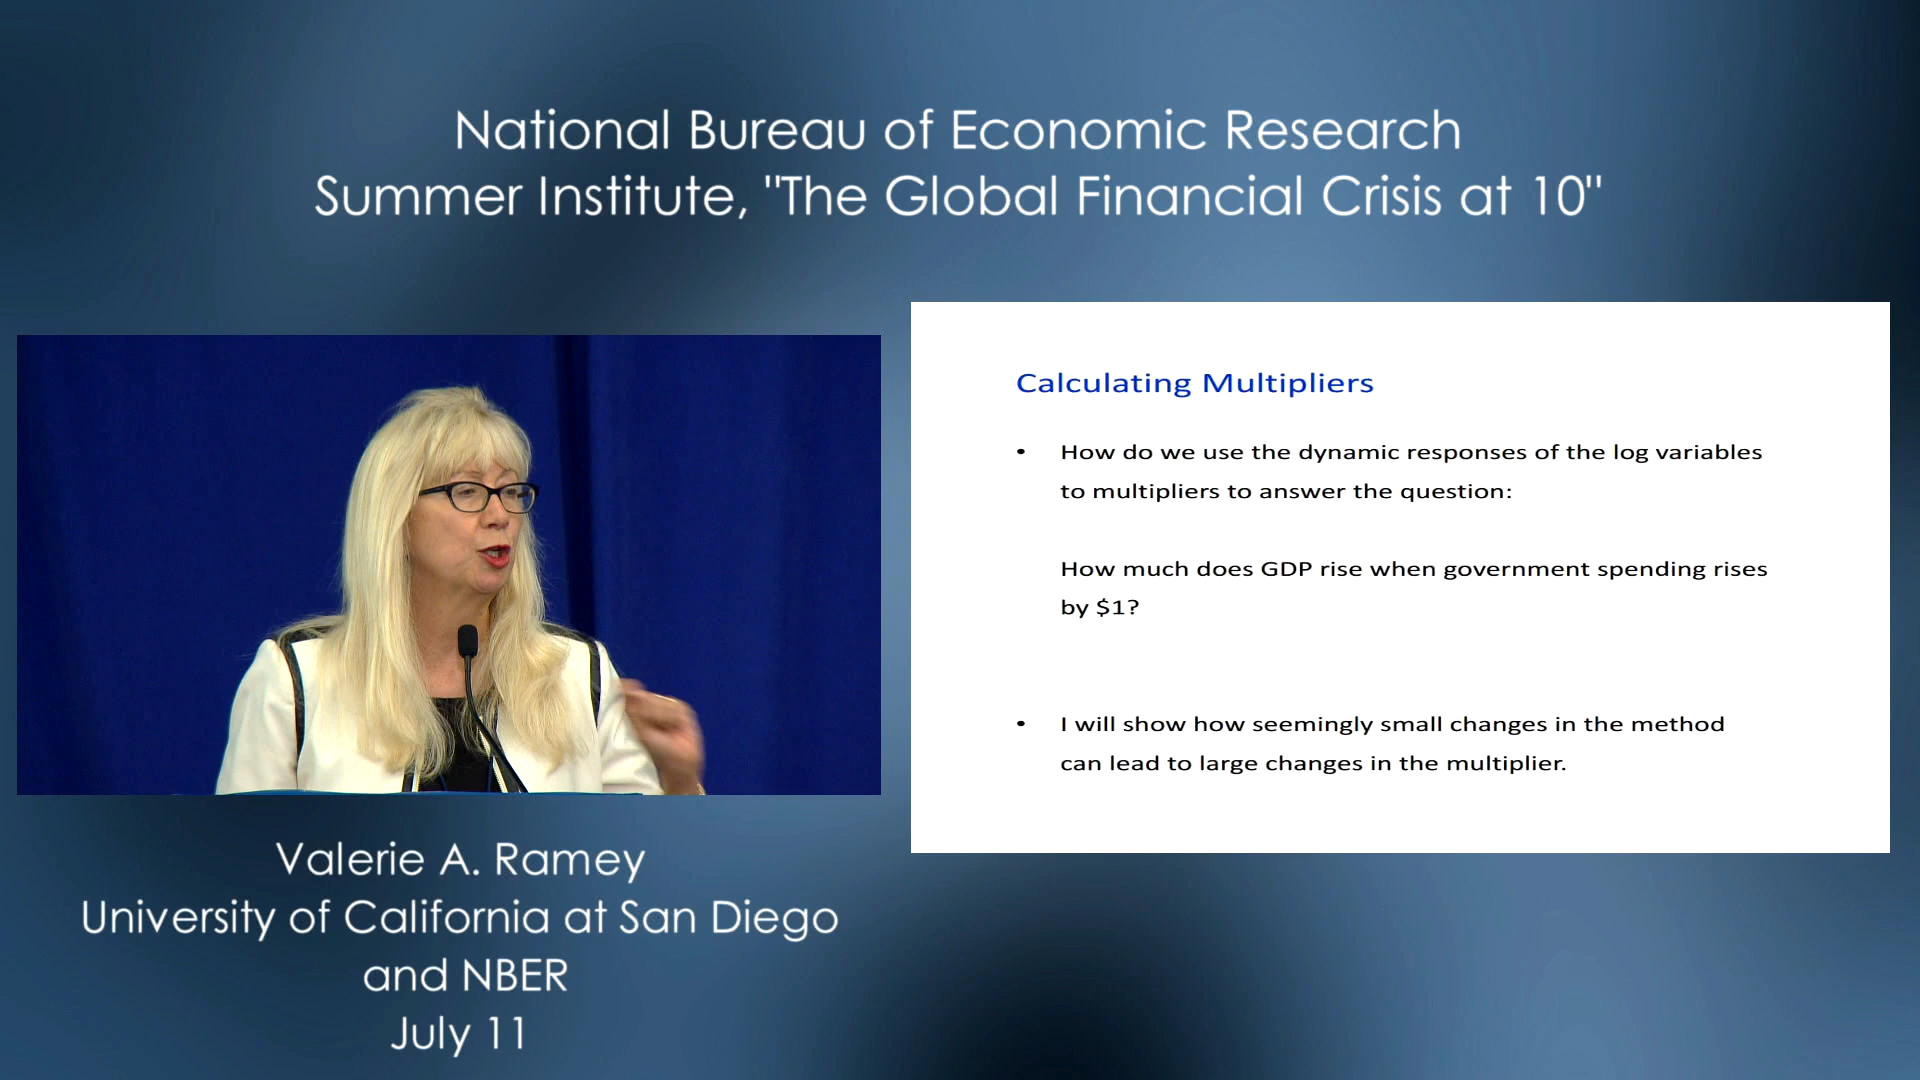 National Bureau of Economic Research
Summer Institute, "The Global Financial Crisis at 10"
Calculating Multipliers
• How do we use the dynamic responses of the log variables
to multipliers to answer the question:
How much does GDP rise when government spending rises
by $1?
• I will show how seemingly small changes in the method
can lead to large changes in the multiplier.
Valerie A. Ramey
University of California at San Diego
and NBER
July 11